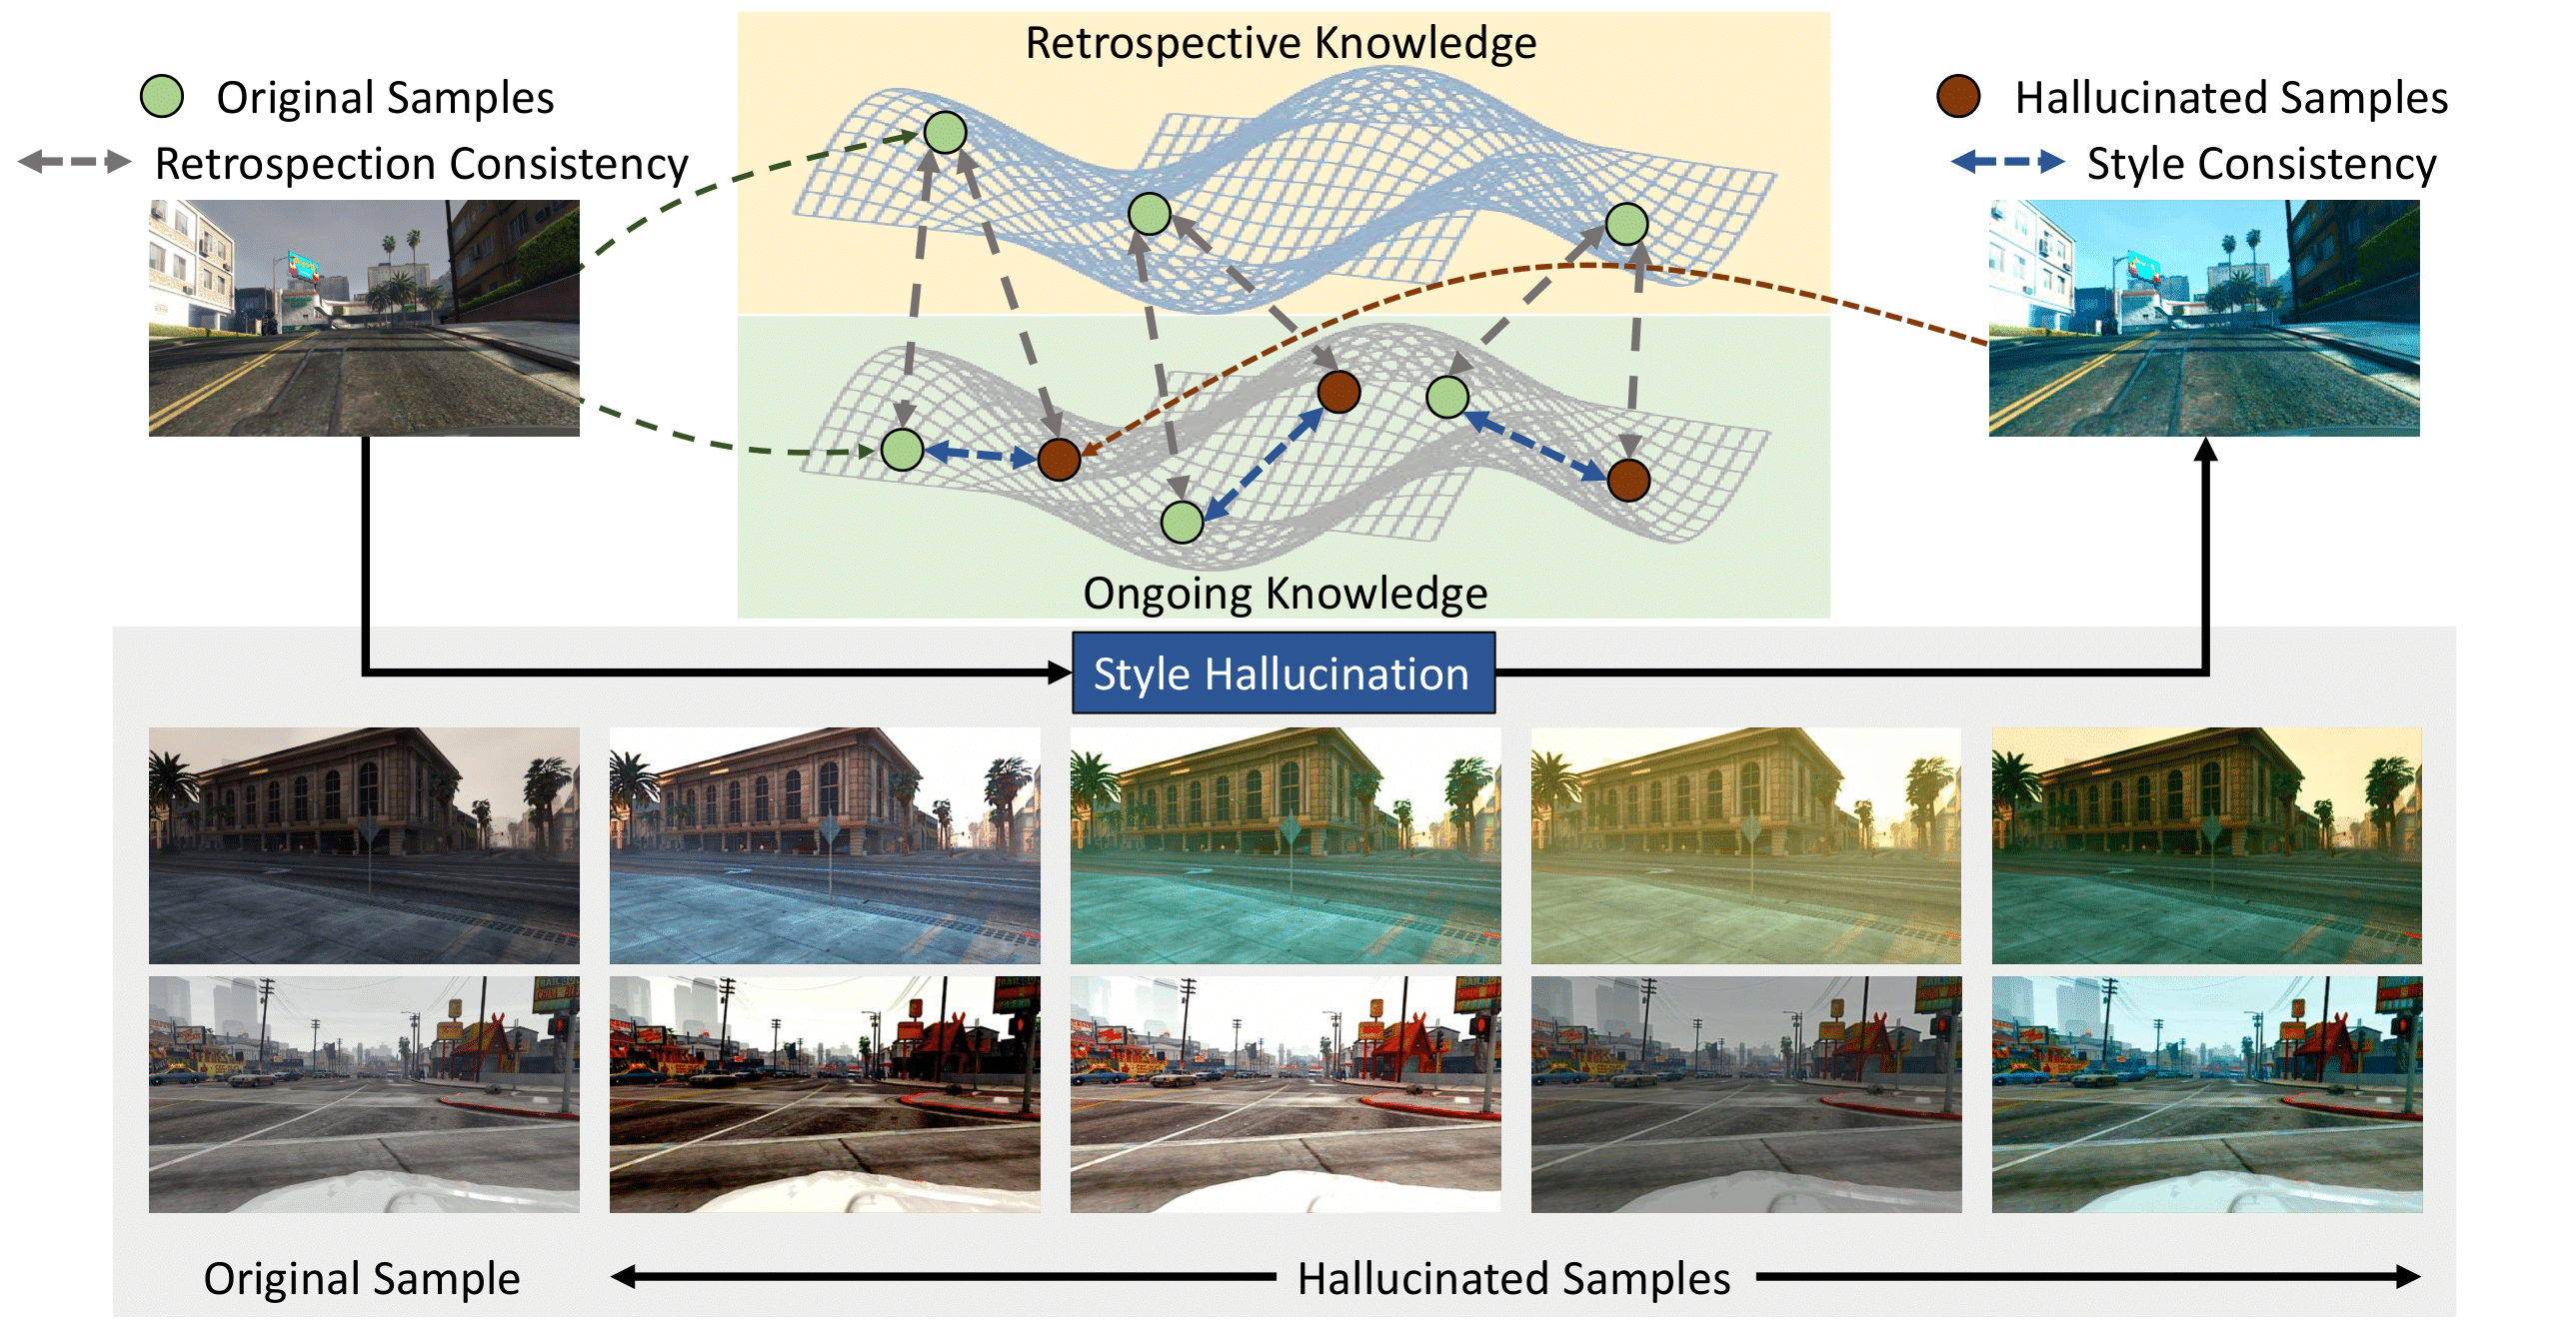 Retrospective Knowledge
Original Samples
Retrospection Consistency
Hallucinated Samples
Style Consistency
Ongoing Knowledge
Style Hallucination
Original Sample
Hallucinated Samples